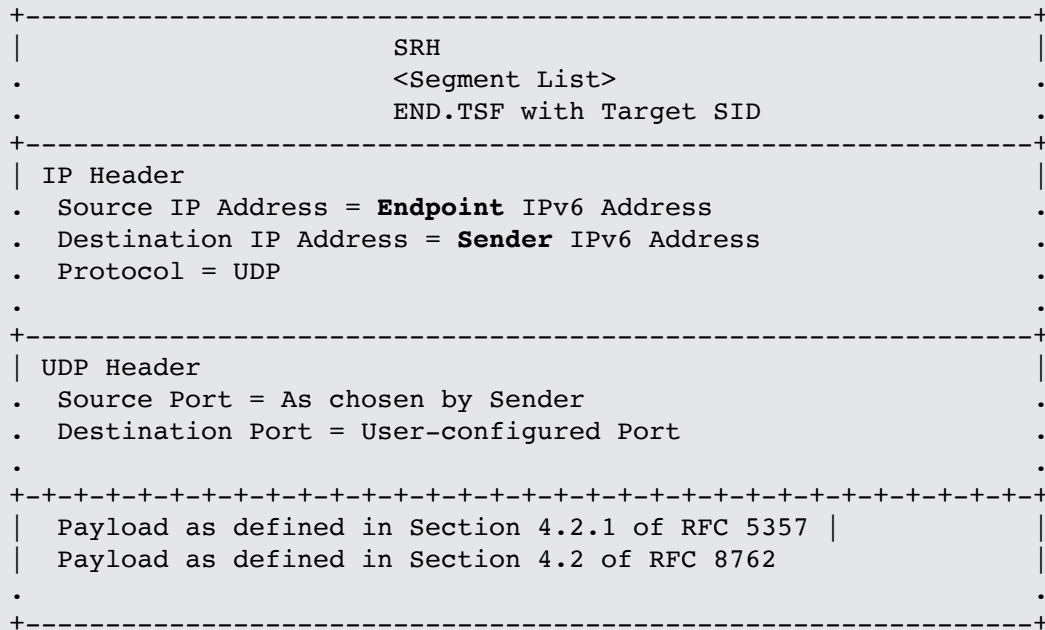 +---------------------------------------------------------------+
|                       SRH                                     |
.                       <Segment List>                          .
.                       END.TSF with Target SID                 .
+---------------------------------------------------------------+
| IP Header                                                     |
.  Source IP Address = Endpoint IPv6 Address                    .
.  Destination IP Address = Sender IPv6 Address                 .
.  Protocol = UDP                                               .
.                                                               .
+---------------------------------------------------------------+
| UDP Header                                                    |
.  Source Port = As chosen by Sender                            .
.  Destination Port = User-configured Port                      .
.                                                               .
+-+-+-+-+-+-+-+-+-+-+-+-+-+-+-+-+-+-+-+-+-+-+-+-+-+-+-+-+-+-+-+-+
|  Payload as defined in Section 4.2.1 of RFC 5357 |            |
|  Payload as defined in Section 4.2 of RFC 8762                |
.                                                               .
+---------------------------------------------------------------+